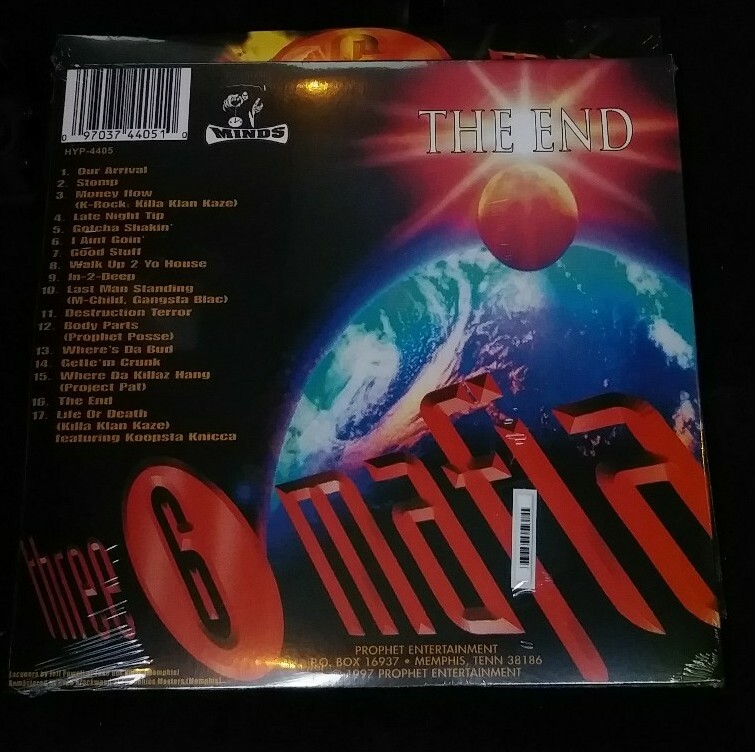 THE END
0 97037 44051 0
HYP-4405
MINDS
1. Our Arrival
2. Stomp
3. Money flow
(K-Rock, Killa Klan Kaze)
4. Late Night Tip
5. Gotcha Shakin'
6. I Aint Goin'
7. Good Stuff
8. Walk Up 2 Yo House
9. In-2-Deep
10. Last Man Standing
(M-Child, Gangsta Blac)
11. Destruction Terror
12. Body Parts
(Prophet Posse)
13. Where's Da Bud
14. Gette'm Crunk
15. Where Da Killaz Hang
(Project Pat)
16. The End
17. Life Or Death
(Killa Klan Kaze)
featuring Koopsta Knicca
three 6 mafia
PROPHET ENTERTAINMENT
P.O. BOX 16937 • MEMPHIS, TENN 38186
1997 PROPHET ENTERTAINMENT